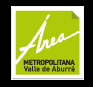 Área
METROPOLITANA
Valle de Aburrá